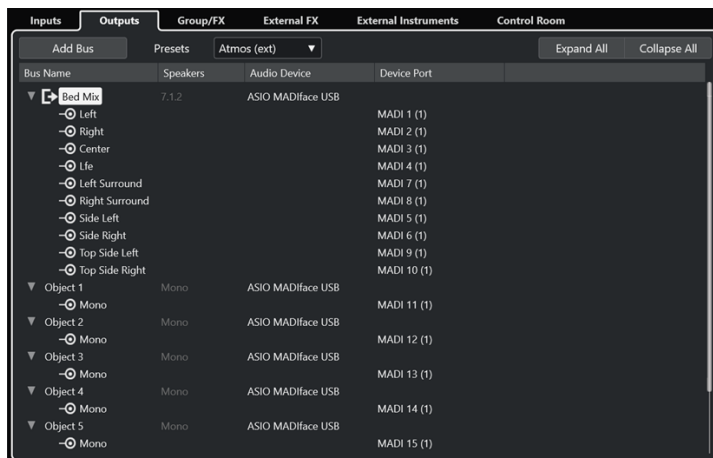 Inputs Outputs Group/FX External FX External Instruments Control Room
Add Bus Presets Atmos (ext) Expand All Collapse All
Bus Name Speakers Audio Device Device Port
Bed Mix 7.1.2 ASIO MADIface USB
Left MADI 1 (1)
Right MADI 2 (1)
Center MADI 3 (1)
Lfe MADI 4 (1)
Left Surround MADI 7 (1)
Right Surround MADI 8 (1)
Side Left MADI 5 (1)
Side Right MADI 6 (1)
Top Side Left MADI 9 (1)
Top Side Right MADI 10 (1)
Object 1 Mono ASIO MADIface USB
Mono MADI 11 (1)
Object 2 Mono ASIO MADIface USB
Mono MADI 12 (1)
Object 3 Mono ASIO MADIface USB
Mono MADI 13 (1)
Object 4 Mono ASIO MADIface USB
Mono MADI 14 (1)
Object 5 Mono ASIO MADIface USB
Mono MADI 15 (1)